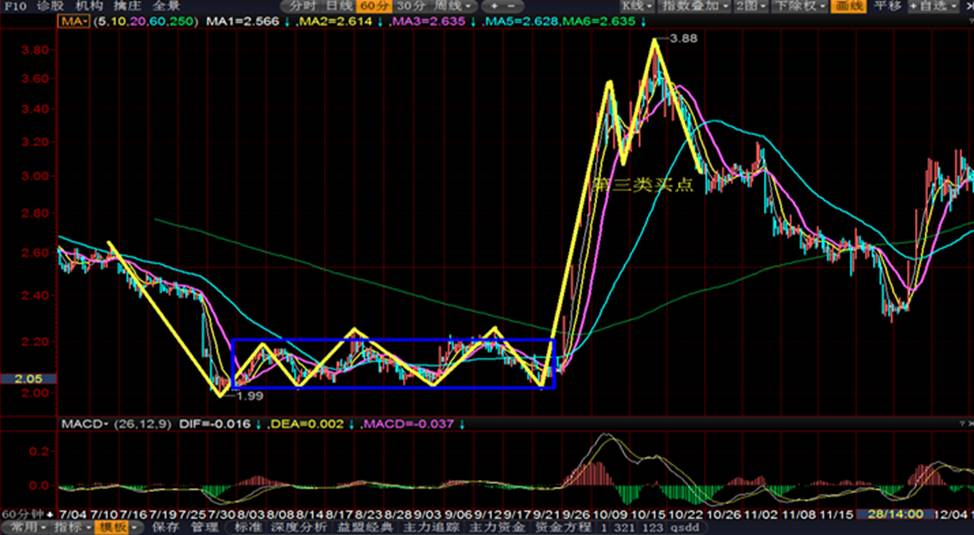 F10 诊股 机构 擒庄 全景 分时 日线 60分 30分 周线 + - K线 指数叠加 2图 下除权 画线 平移 +自选
MA (5,10,20,60,250) MA1=2.566↓,MA2=2.614↓,MA3=2.635↓,MA5=2.628,MA6=2.635↓
3.88
3.80
3.60
3.40
3.20
第三类买点
3.00
2.80
2.60
2.40
2.20
2.05
2.00
1.99
MACD (26,12,9) DIF=-0.016↓,DEA=0.002↓,MACD=-0.037↓
0.2
0.0
60分钟 7/04 7/10 7/16 7/19 7/25 7/30 8/03 8/08 8/14 8/17 8/23 8/28 9/03 9/06 9/12 9/17 9/21 9/26 10/09 10/15 10/22 10/26 11/02 11/08 11/15 28/14:00 12/04
常用 指标 模板 保存 管理 标准 深度分析 益盟经典 主力追踪 主力资金 资金方程 1 321 123 qsdd